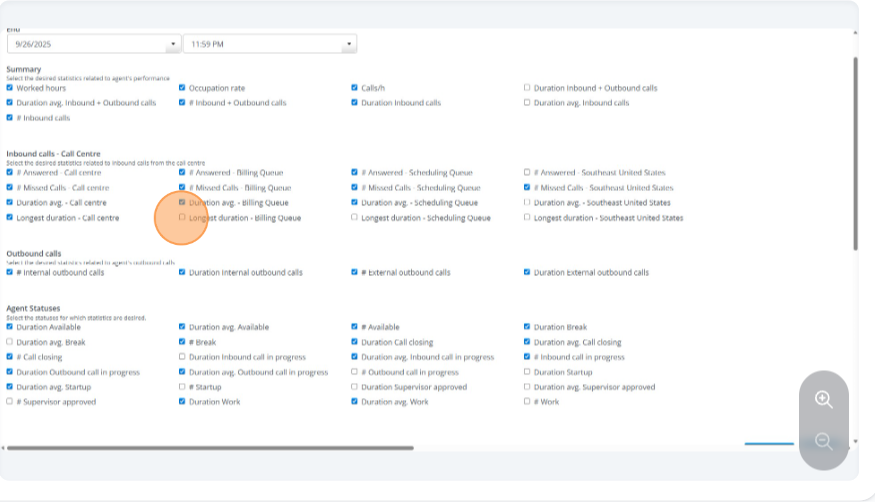 End
9/26/2025 11:59 PM
Summary
Select the desired statistics related to agent's performance
Worked hours Occupation rate Calls/h Duration Inbound + Outbound calls
Duration avg. Inbound + Outbound calls # Inbound + Outbound calls Duration Inbound calls Duration avg. Inbound calls
# Inbound calls
Inbound calls - Call Centre
Select the desired statistics related to inbound calls from the call centre
# Answered - Call centre # Answered - Billing Queue # Answered - Scheduling Queue # Answered - Southeast United States
# Missed Calls - Call centre # Missed Calls - Billing Queue # Missed Calls - Scheduling Queue # Missed Calls - Southeast United States
Duration avg. - Call centre Duration avg. - Billing Queue Duration avg. - Scheduling Queue Duration avg. - Southeast United States
Longest duration - Call centre Longest duration - Billing Queue Longest duration - Scheduling Queue Longest duration - Southeast United States
Outbound calls
Select the desired statistics related to agent's outbound calls.
# Internal outbound calls Duration Internal outbound calls # External outbound calls Duration External outbound calls
Agent Statuses
Select the statuses for which statistics are desired.
Duration Available Duration avg. Available # Available Duration Break
Duration avg. Break # Break Duration Call closing Duration avg. Call closing
# Call closing Duration Inbound call in progress Duration avg. Inbound call in progress # Inbound call in progress
Duration Outbound call in progress Duration avg. Outbound call in progress # Outbound call in progress Duration Startup
Duration avg. Startup # Startup Duration Supervisor approved Duration avg. Supervisor approved
# Supervisor approved Duration Work Duration avg. Work # Work